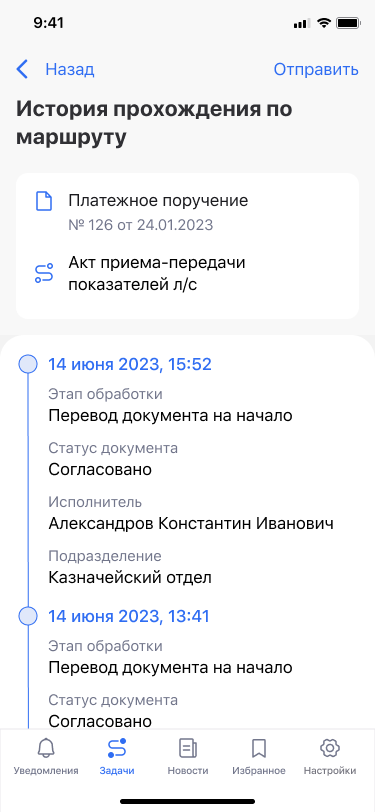 9:41
Назад
Отправить
История прохождения по
маршруту
Платежное поручение
№ 126 от 24.01.2023
Акт приема-передачи
показателей л/с
14 июня 2023, 15:52
Этап обработки
Перевод документа на начало
Статус документа
Согласовано
Исполнитель
Александров Константин Иванович
Подразделение
Казначейский отдел
14 июня 2023, 13:41
Этап обработки
Перевод документа на начало
Статус документа
Согласовано
Уведомления
Задачи
Новости
Избранное
Настройки